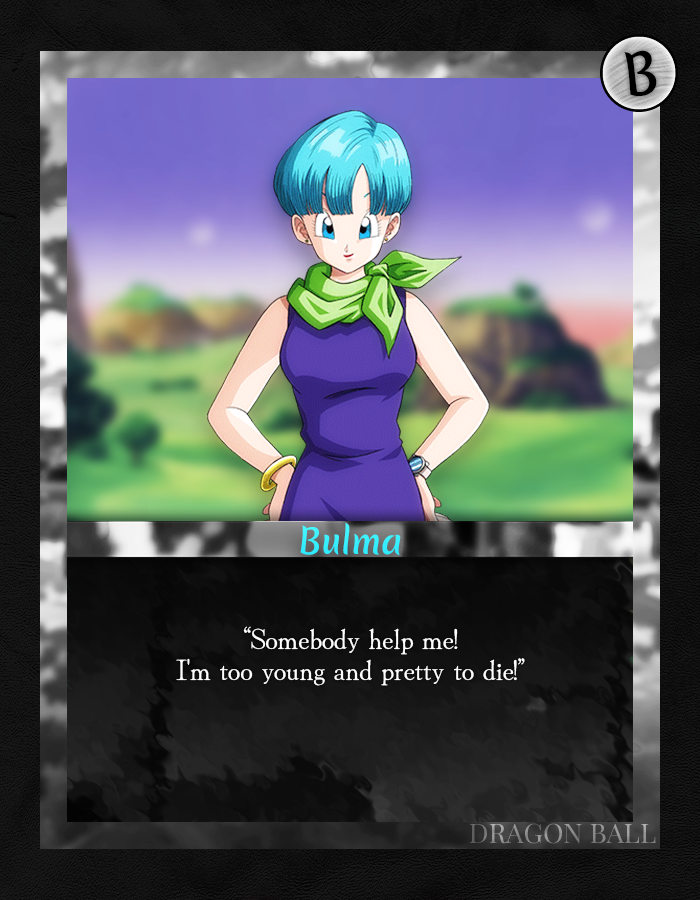 B
Bulma
“Somebody help me!
I'm too young and pretty to die!”
DRAGON BALL